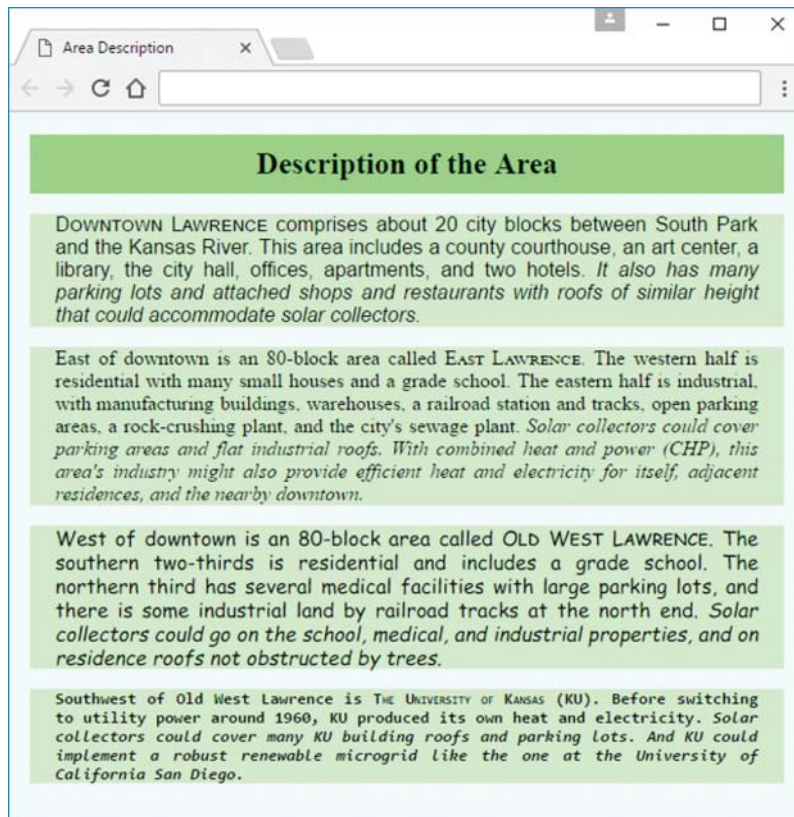 Area Description
Description of the Area
Downtown Lawrence comprises about 20 city blocks between South Park
and the Kansas River. This area includes a county courthouse, an art center, a
library, the city hall, offices, apartments, and two hotels. It also has many
parking lots and attached shops and restaurants with roofs of similar height
that could accommodate solar collectors.
East of downtown is an 80-block area called East Lawrence. The western half is
residential with many small houses and a grade school. The eastern half is industrial,
with manufacturing buildings, warehouses, a railroad station and tracks, open parking
areas, a rock-crushing plant, and the city's sewage plant. Solar collectors could cover
parking areas and flat industrial roofs. With combined heat and power (CHP), this
area's industry might also provide efficient heat and electricity for itself, adjacent
residences, and the nearby downtown.
West of downtown is an 80-block area called Old West Lawrence. The
southern two-thirds is residential and includes a grade school. The
northern third has several medical facilities with large parking lots, and
there is some industrial land by railroad tracks at the north end. Solar
collectors could go on the school, medical, and industrial properties, and on
residence roofs not obstructed by trees.
Southwest of Old West Lawrence is The University of Kansas (KU). Before switching
to utility power around 1960, KU produced its own heat and electricity. Solar
collectors could cover many KU building roofs and parking lots. And KU could
implement a robust renewable microgrid like the one at the University of
California San Diego.